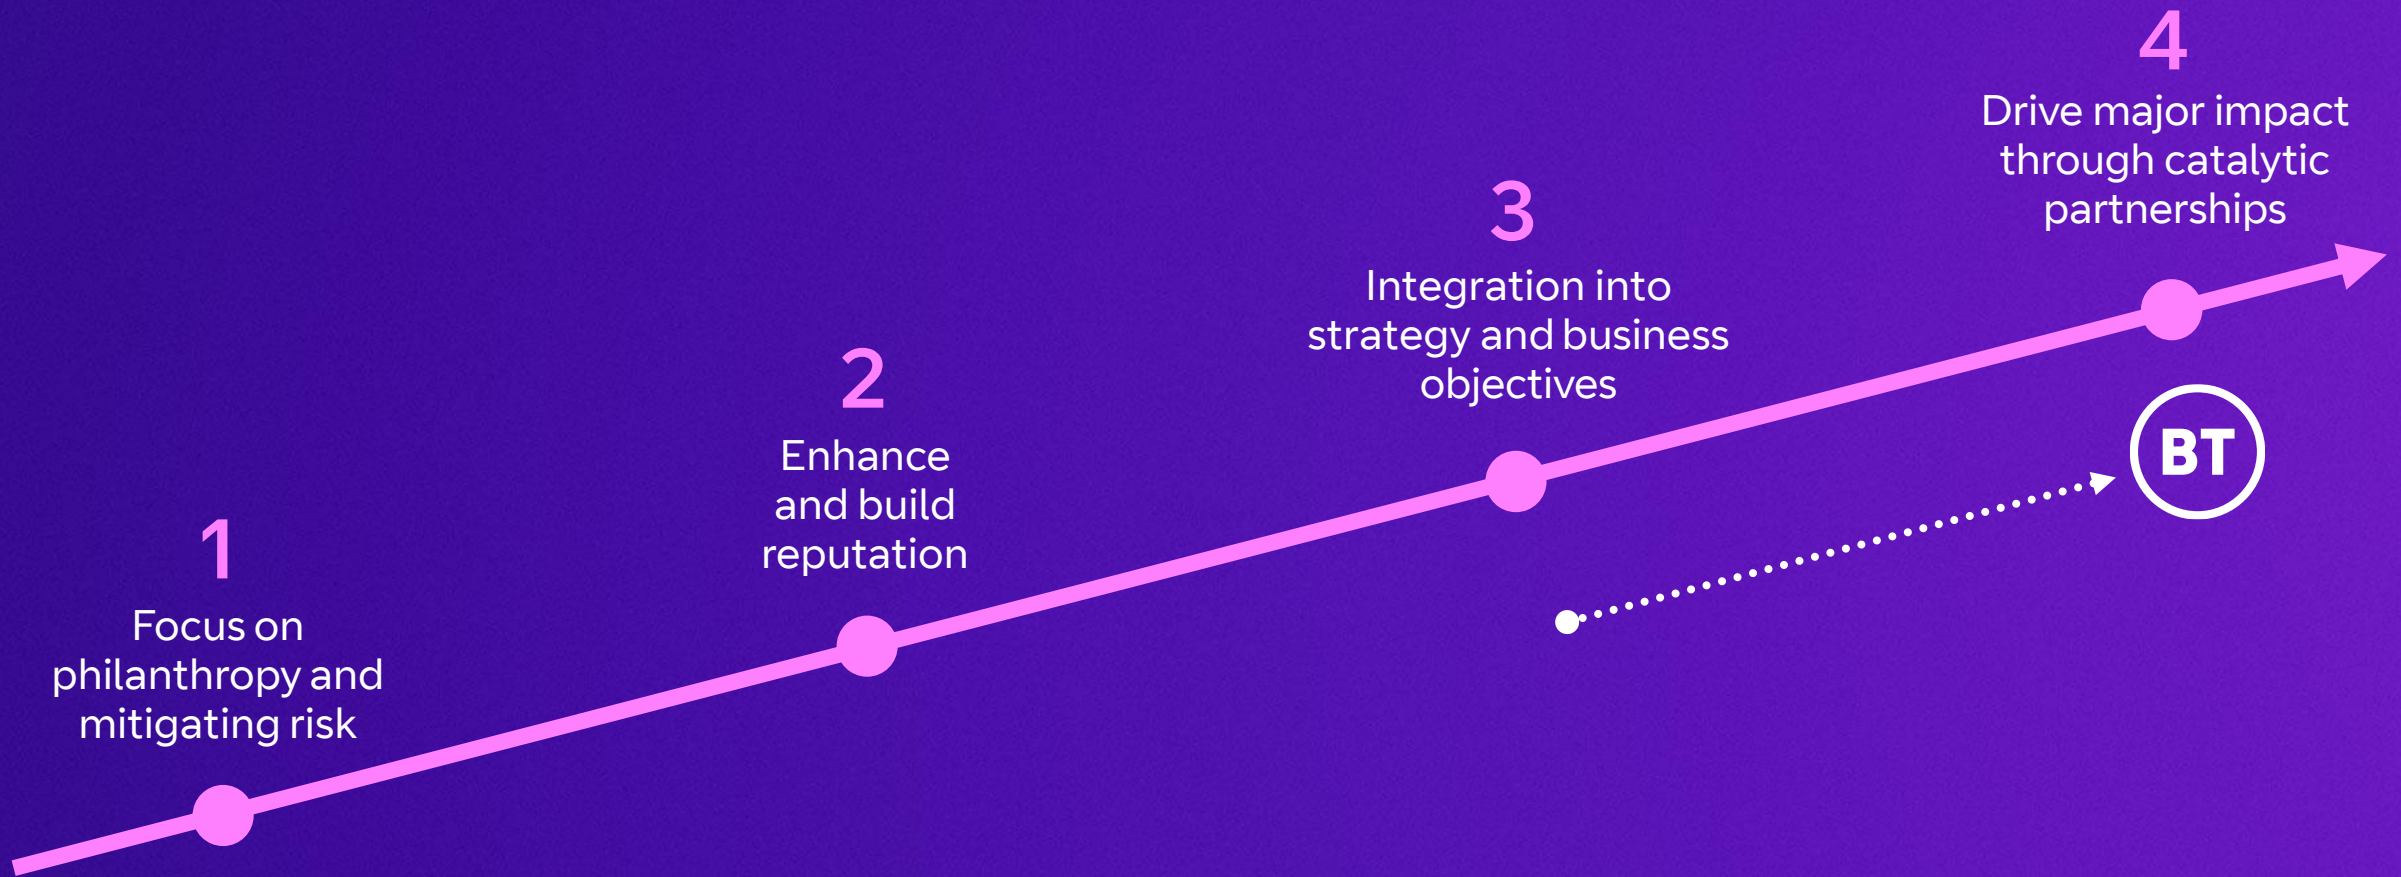 1
Focus on
philanthropy and
mitigating risk
2
Enhance
and build
reputation
3
Integration into
strategy and business
objectives
4
Drive major impact
through catalytic
partnerships
BT